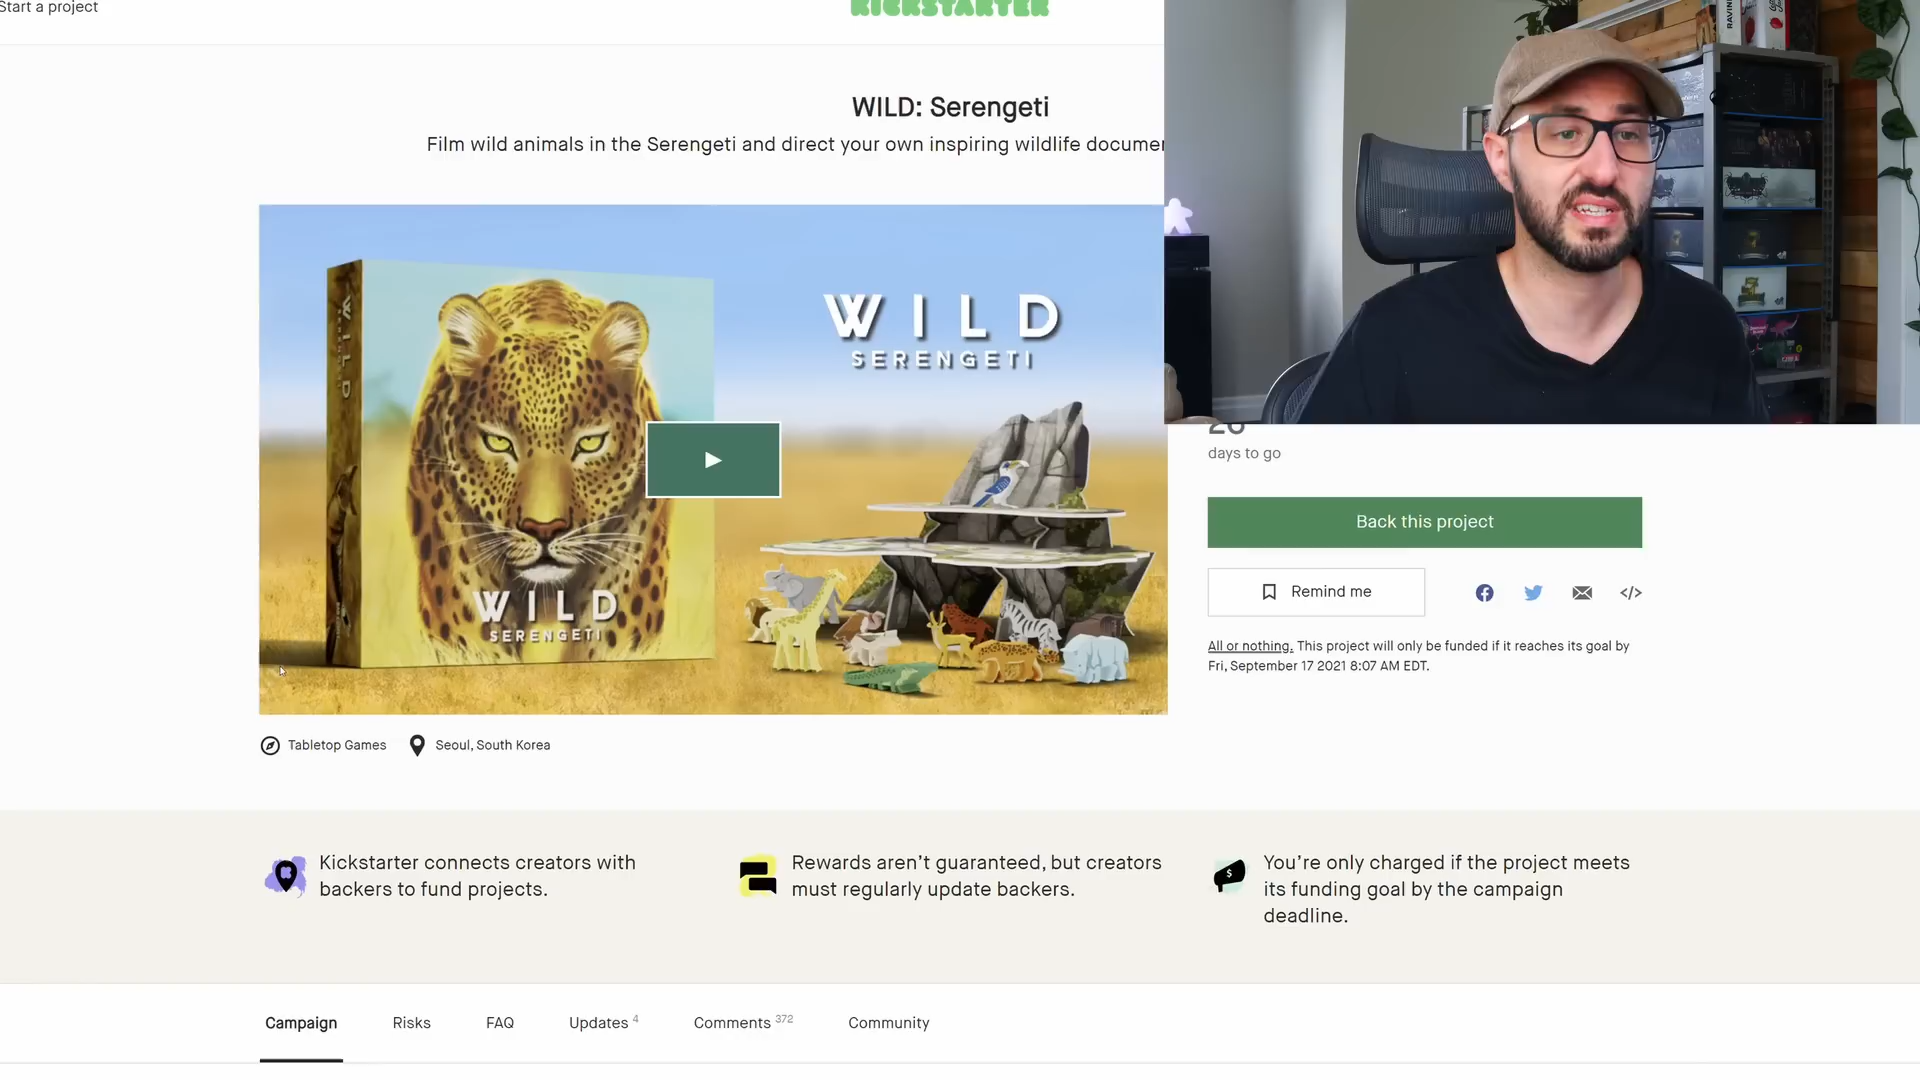 Start a project
KICKSTARTER
WILD: Serengeti
Film wild animals in the Serengeti and direct your own inspiring wildlife
WILD
SERENGETI
WILD
SERENGETI
WILD
days to go
Back this project
Remind me
All or nothing. This project will only be funded if it reaches its goal by
Fri, September 17 2021 8:07 AM EDT.
Tabletop Games
Seoul, South Korea
Kickstarter connects creators with
backers to fund projects.
Rewards aren't guaranteed, but creators
must regularly update backers.
$
You're only charged if the project meets
its funding goal by the campaign
deadline.
Campaign
Risks
FAQ
Updates 4
Comments 372
Community